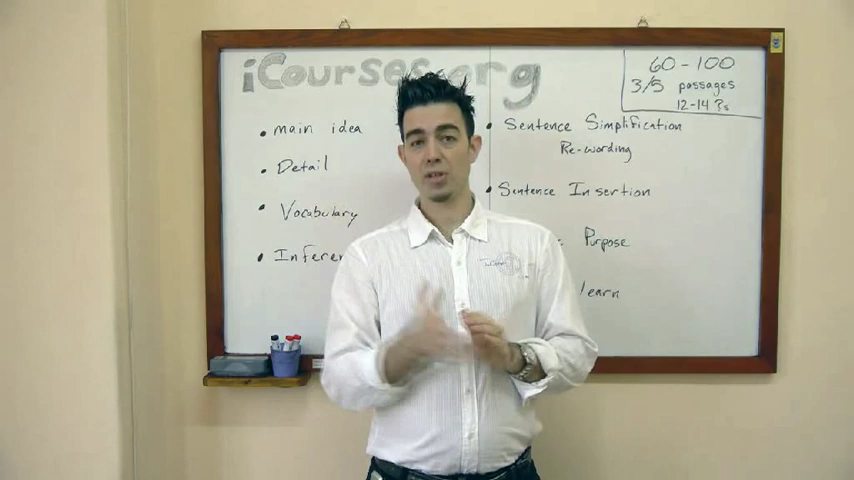 iCourses.org
60 - 100
3/5 passages
12-14 ?s
• main idea
• Detail
• Vocabulary
• Inferen
• Sentence Simplification
Re-wording
• Sentence Insertion
Purpose
learn